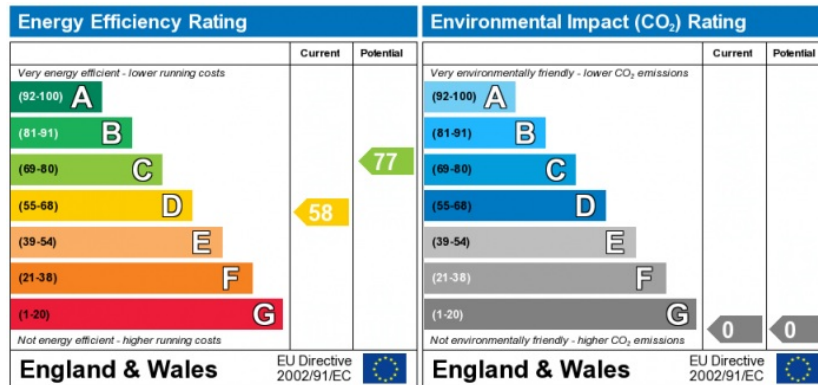 Energy Efficiency Rating
Current Potential
Very energy efficient - lower running costs
(92-100) A
(81-91) B
(69-80) C
77
(55-68) D
58
(39-54) E
(21-38) F
(1-20) G
Not energy efficient - higher running costs
England & Wales
EU Directive
2002/91/EC
Environmental Impact (CO₂) Rating
Current Potential
Very environmentally friendly - lower CO₂ emissions
(92-100) A
(81-91) B
(69-80) C
(55-68) D
(39-54) E
(21-38) F
(1-20) G
0 0
Not environmentally friendly - higher CO₂ emissions
England & Wales
EU Directive
2002/91/EC